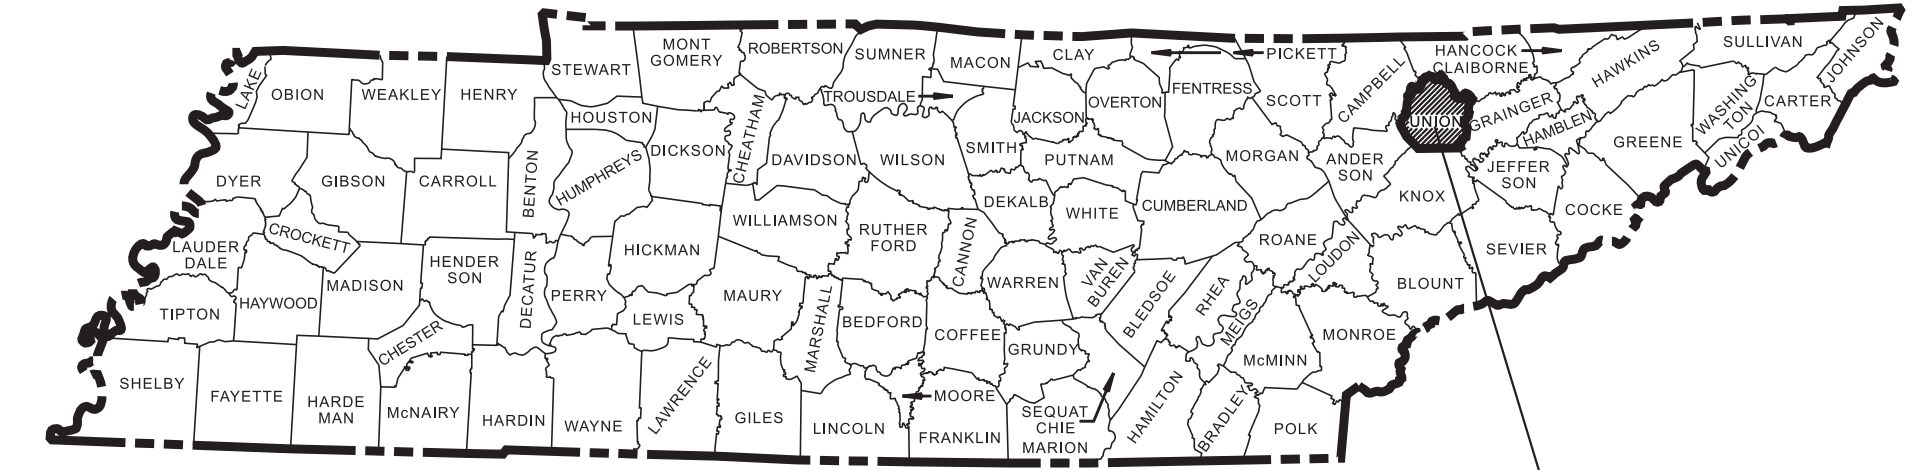 LAKE
OBION
WEAKLEY
HENRY
STEWART
MONT
GOMERY
ROBERTSON
SUMNER
MACON
CLAY
PICKETT
HANCOCK
CLAIBORNE
HAWKINS
SULLIVAN
JOHNSON
TROUSDALE
HOUSTON
DICKSON
CHEATHAM
DAVIDSON
WILSON
SMITH
JACKSON
OVERTON
FENTRESS
SCOTT
CAMPBELL
UNION
GRAINGER
HAMBLEN
GREENE
WASHING
TON
CARTER
UNICOI
DYER
GIBSON
CARROLL
BENTON
HUMPHREYS
WILLIAMSON
RUTHER
FORD
CANNON
DEKALB
PUTNAM
WHITE
CUMBERLAND
MORGAN
ANDER
SON
KNOX
JEFFER
SON
COCKE
SEVIER
LAUDER
DALE
CROCKETT
HAYWOOD
MADISON
HENDER
SON
DECATUR
PERRY
HICKMAN
LEWIS
MAURY
MARSHALL
BEDFORD
COFFEE
WARREN
VAN
BUREN
BLEDSOE
RHEA
MEIGS
ROANE
LOUDON
BLOUNT
MONROE
TIPTON
SHELBY
FAYETTE
HARDE
MAN
CHESTER
McNAIRY
HARDIN
WAYNE
LAWRENCE
GILES
LINCOLN
MOORE
FRANKLIN
GRUNDY
SEQUAT
CHIE
MARION
HAMILTON
BRADLEY
McMINN
POLK